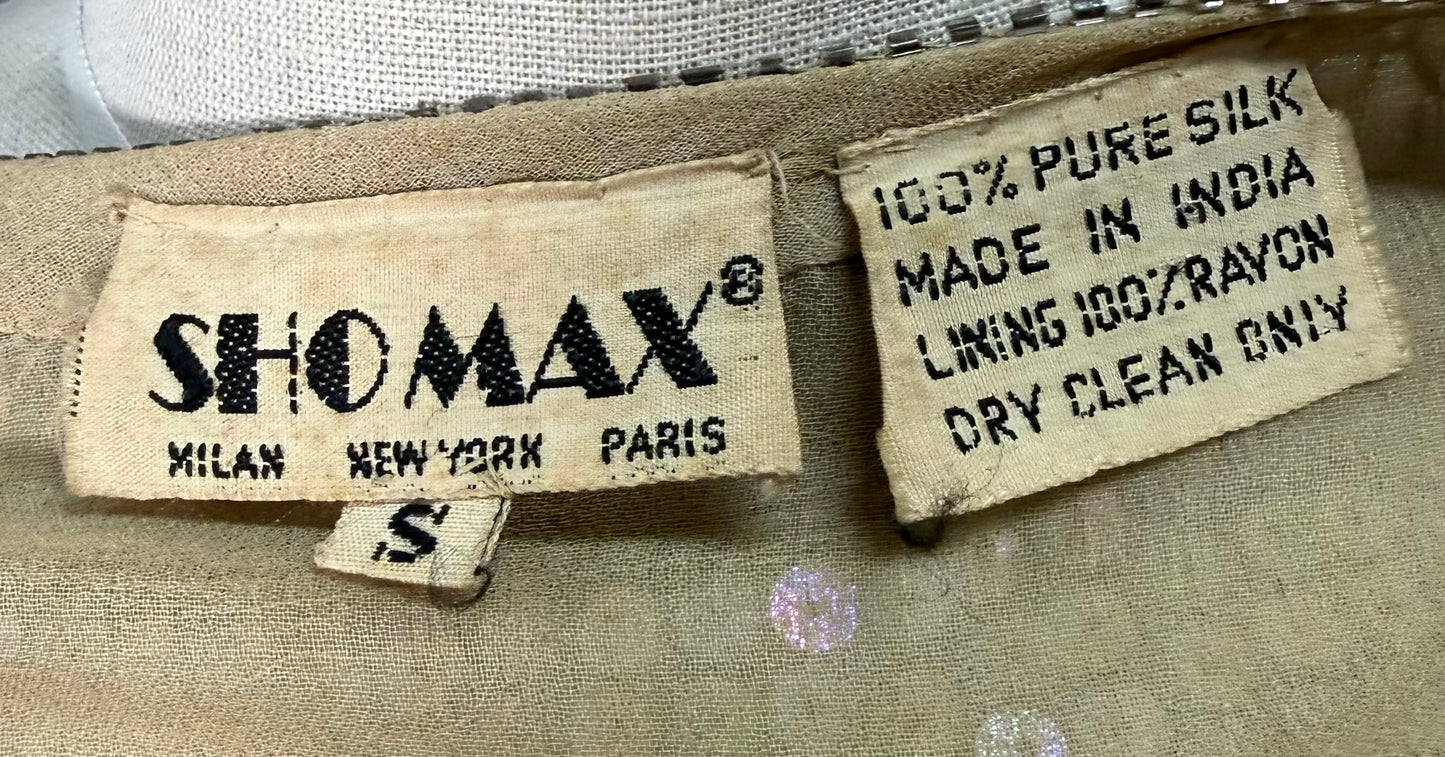 SHOMAX®
MILAN NEW YORK PARIS
S
100% PURE SILK
MADE IN INDIA
LINING 100% RAYON
DRY CLEAN ONLY